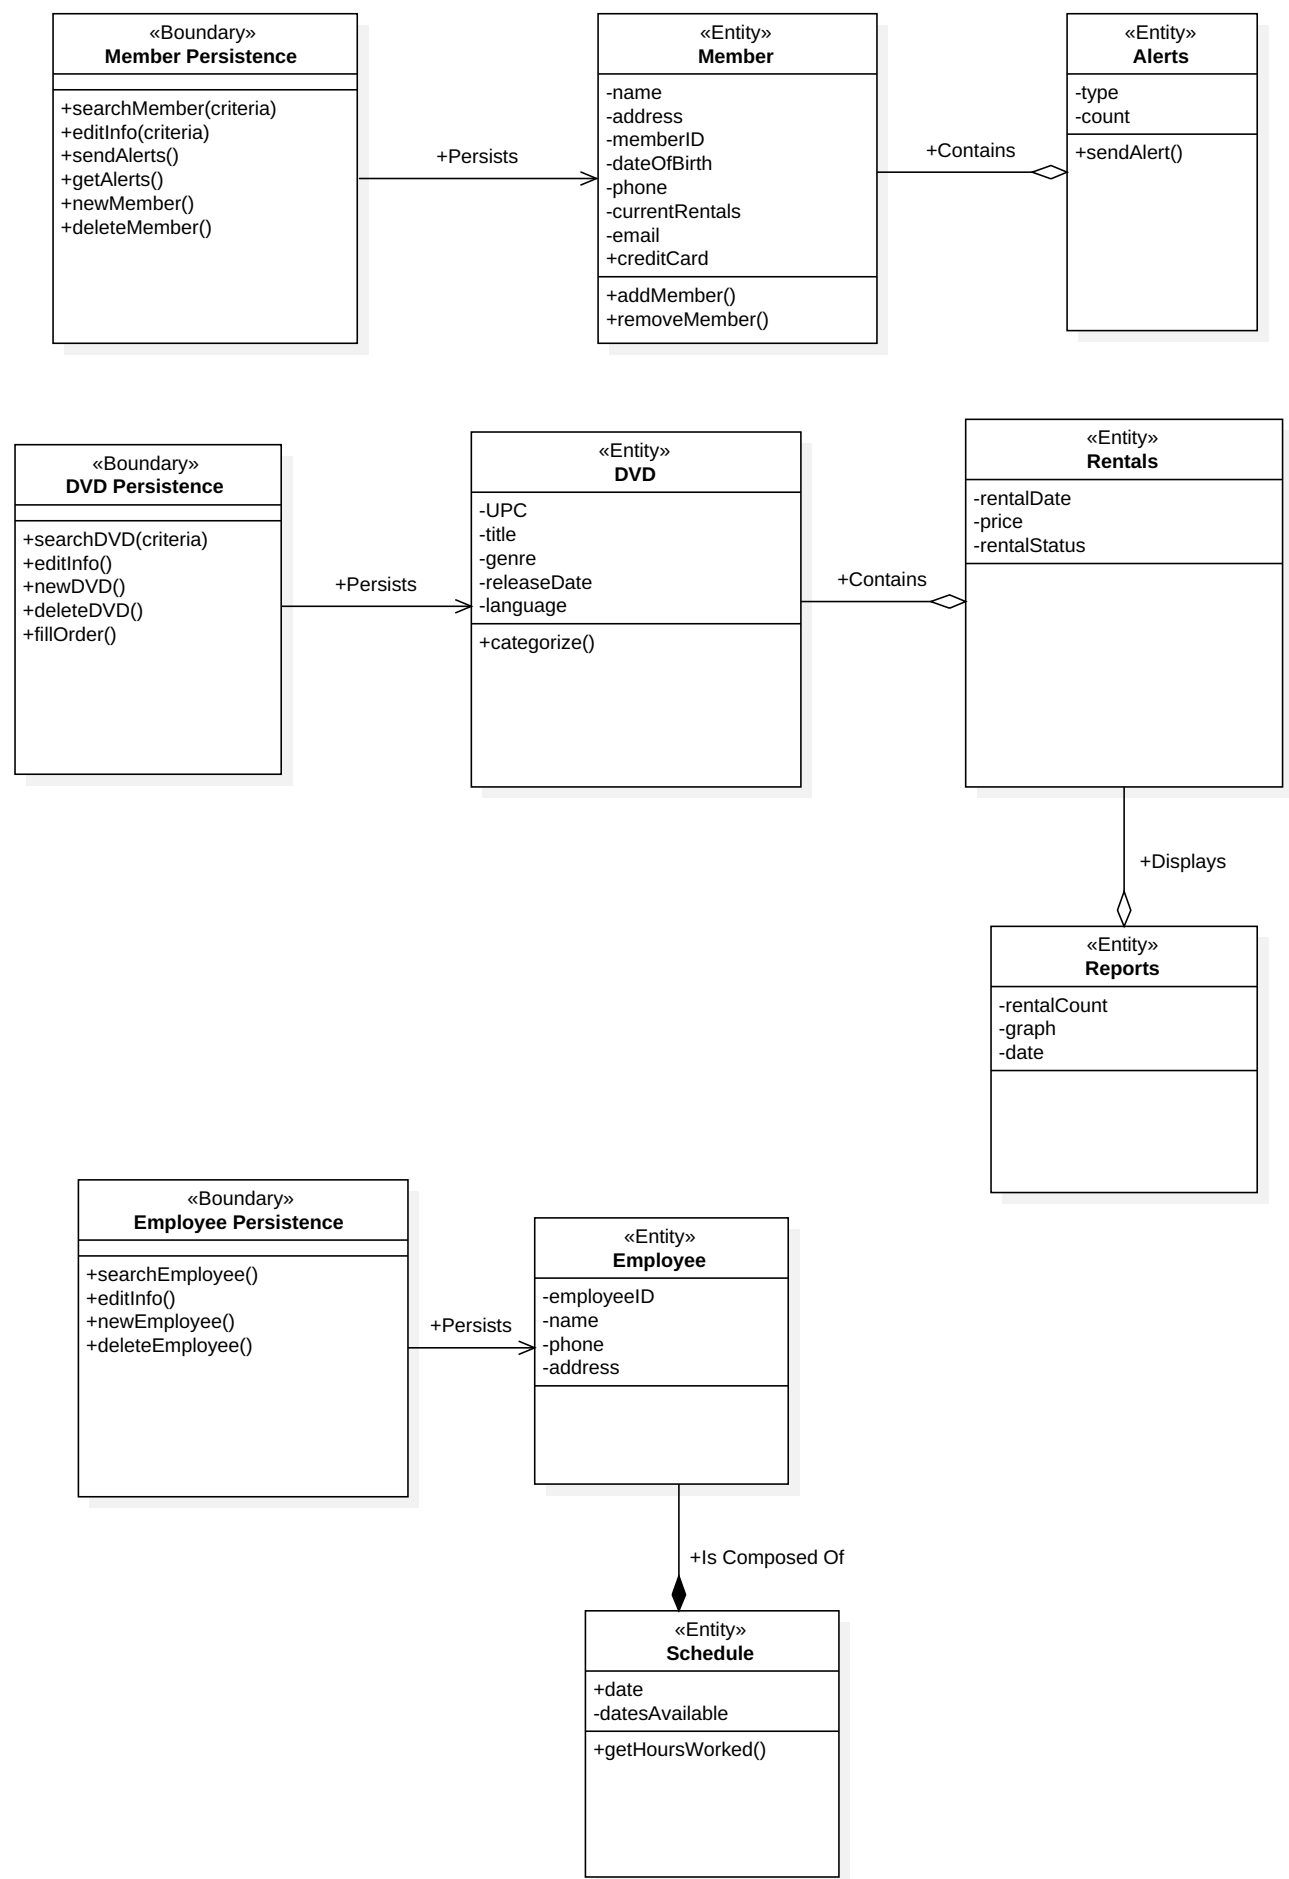 «Boundary»
Member Persistence
+searchMember(criteria)
+editInfo(criteria)
+sendAlerts()
+getAlerts()
+newMember()
+deleteMember()
+Persists
«Entity»
Member
-name
-address
-memberID
-dateOfBirth
-phone
-currentRentals
-email
+creditCard
+addMember()
+removeMember()
+Contains
«Entity»
Alerts
-type
-count
+sendAlert()
«Boundary»
DVD Persistence
+searchDVD(criteria)
+editInfo()
+newDVD()
+deleteDVD()
+fillOrder()
+Persists
«Entity»
DVD
-UPC
-title
-genre
-releaseDate
-language
+categorize()
+Contains
«Entity»
Rentals
-rentalDate
-price
-rentalStatus
+Displays
«Entity»
Reports
-rentalCount
-graph
-date
«Boundary»
Employee Persistence
+searchEmployee()
+editInfo()
+newEmployee()
+deleteEmployee()
+Persists
«Entity»
Employee
-employeeID
-name
-phone
-address
+Is Composed Of
«Entity»
Schedule
+date
-datesAvailable
+getHoursWorked()